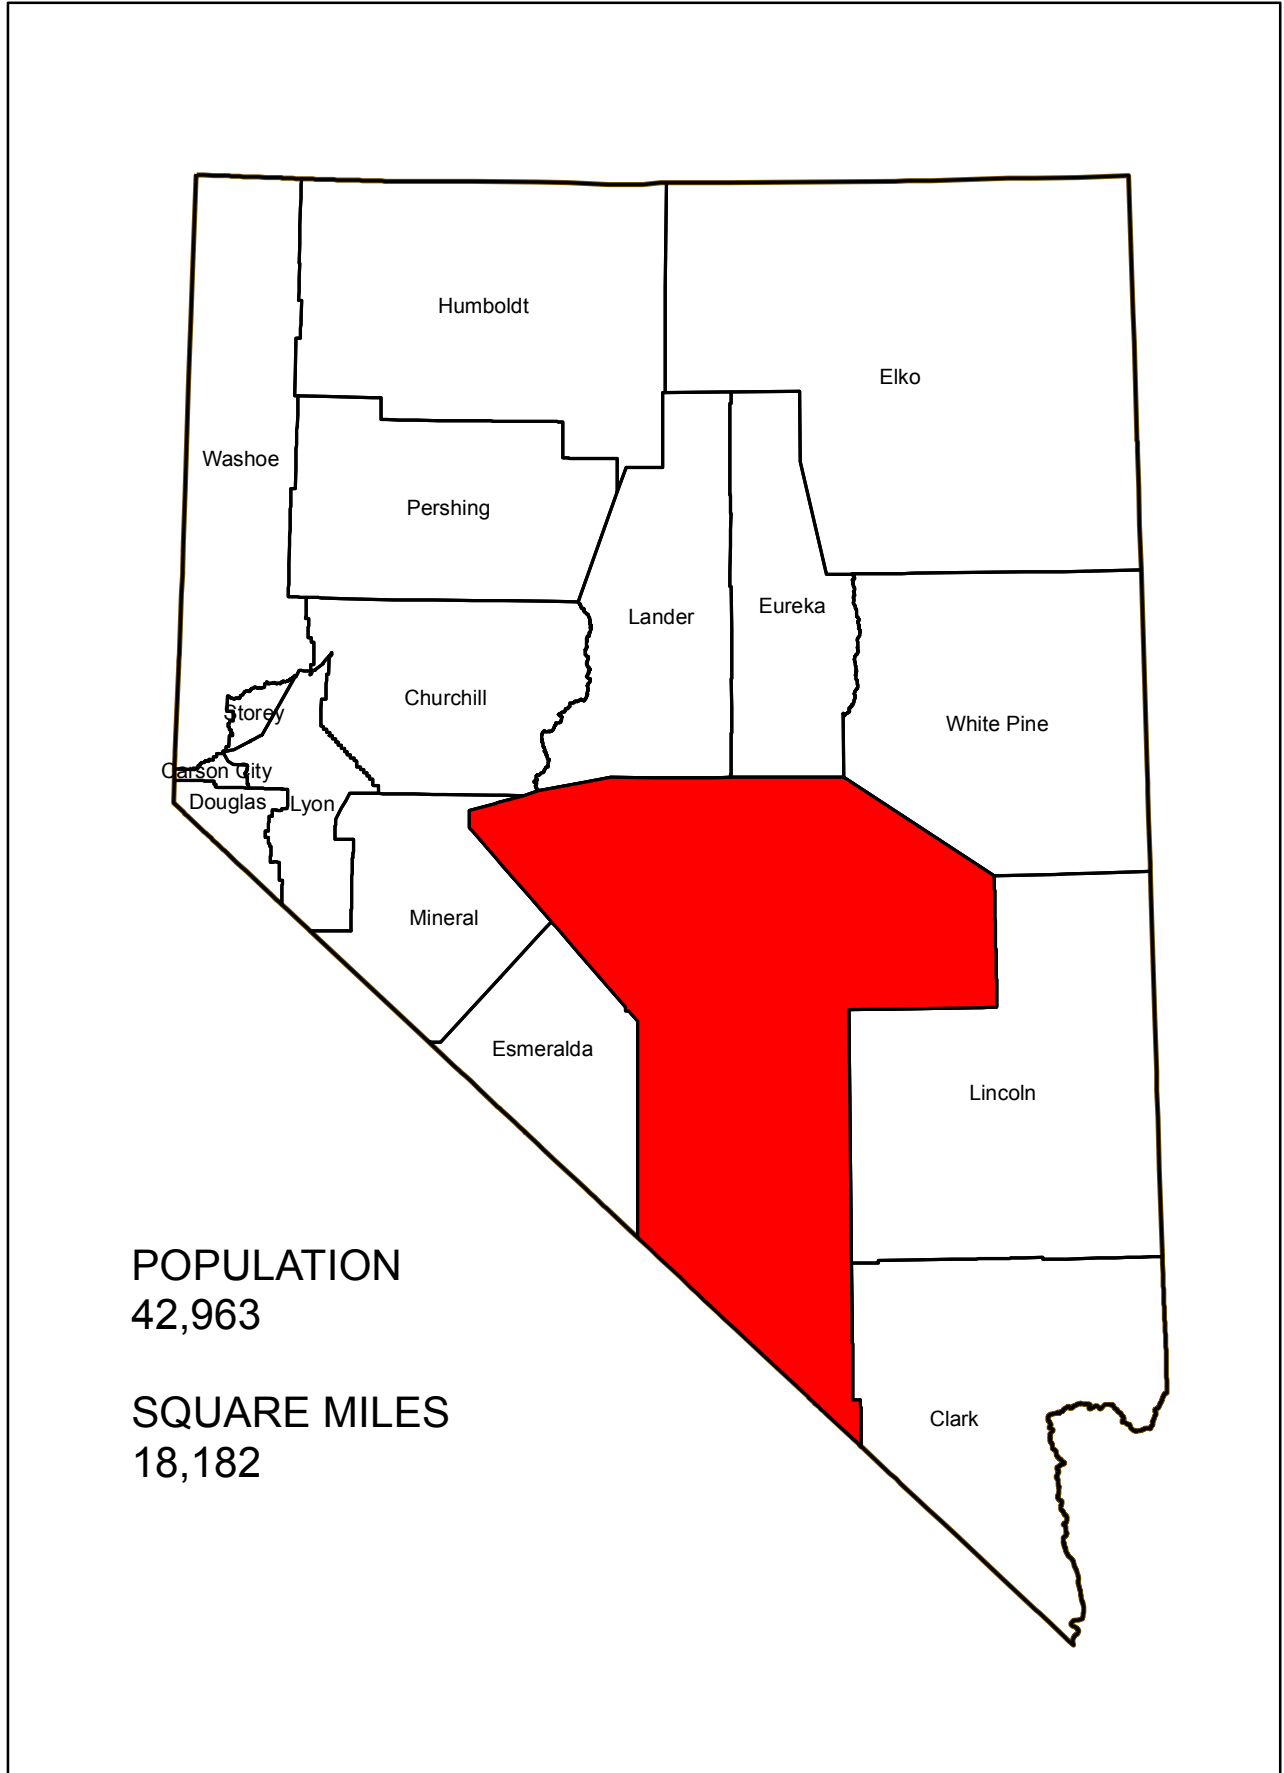 Humboldt
Elko
Washoe
Pershing
Eureka
Lander
Churchill
Storey
White Pine
Carson City
Douglas
Lyon
Mineral
Esmeralda
Lincoln
POPULATION
42,963
SQUARE MILES
18,182
Clark